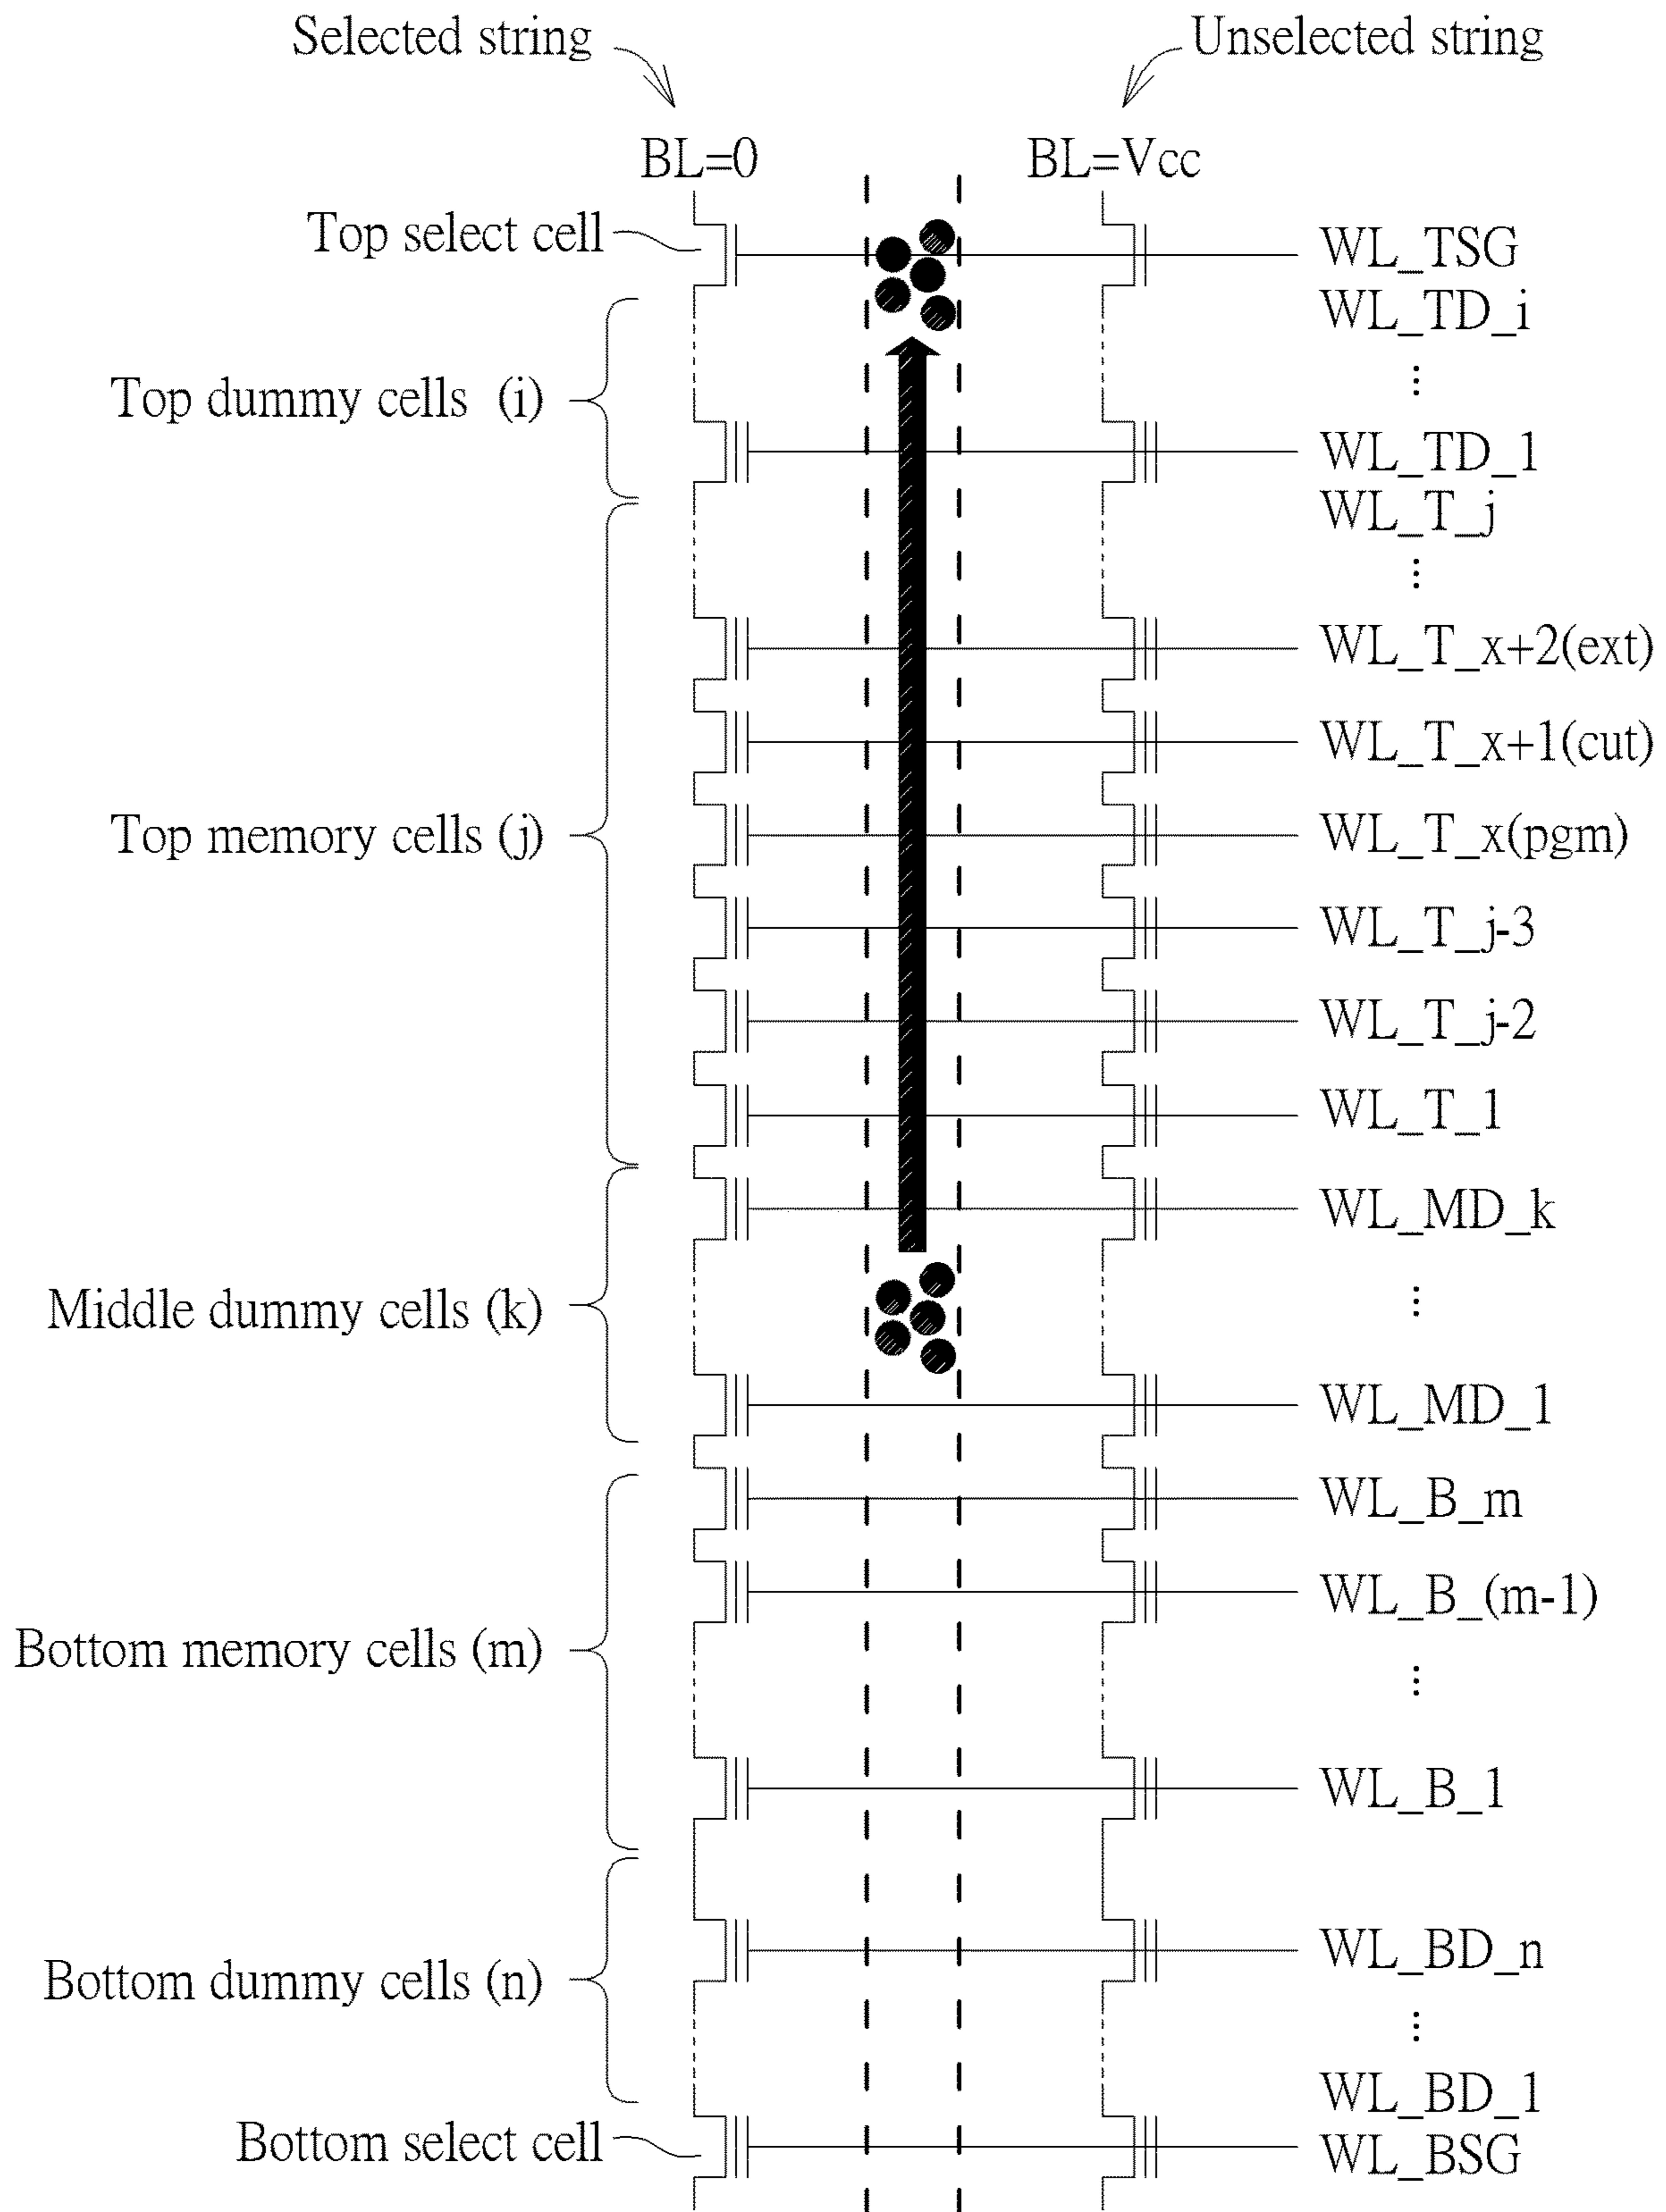 Selected string
Unselected string
BL=0
BL=Vcc
Top select cell
WL_TSG
WL_TD_i
⋮
Top dummy cells (i)
WL_TD_1
WL_T_j
⋮
WL_T_x+2(ext)
WL_T_x+1(cut)
Top memory cells (j)
WL_T_x(pgm)
WL_T_j-3
WL_T_j-2
WL_T_1
WL_MD_k
⋮
Middle dummy cells (k)
WL_MD_1
WL_B_m
WL_B_(m-1)
Bottom memory cells (m)
⋮
WL_B_1
WL_BD_n
Bottom dummy cells (n)
⋮
WL_BD_1
Bottom select cell
WL_BSG